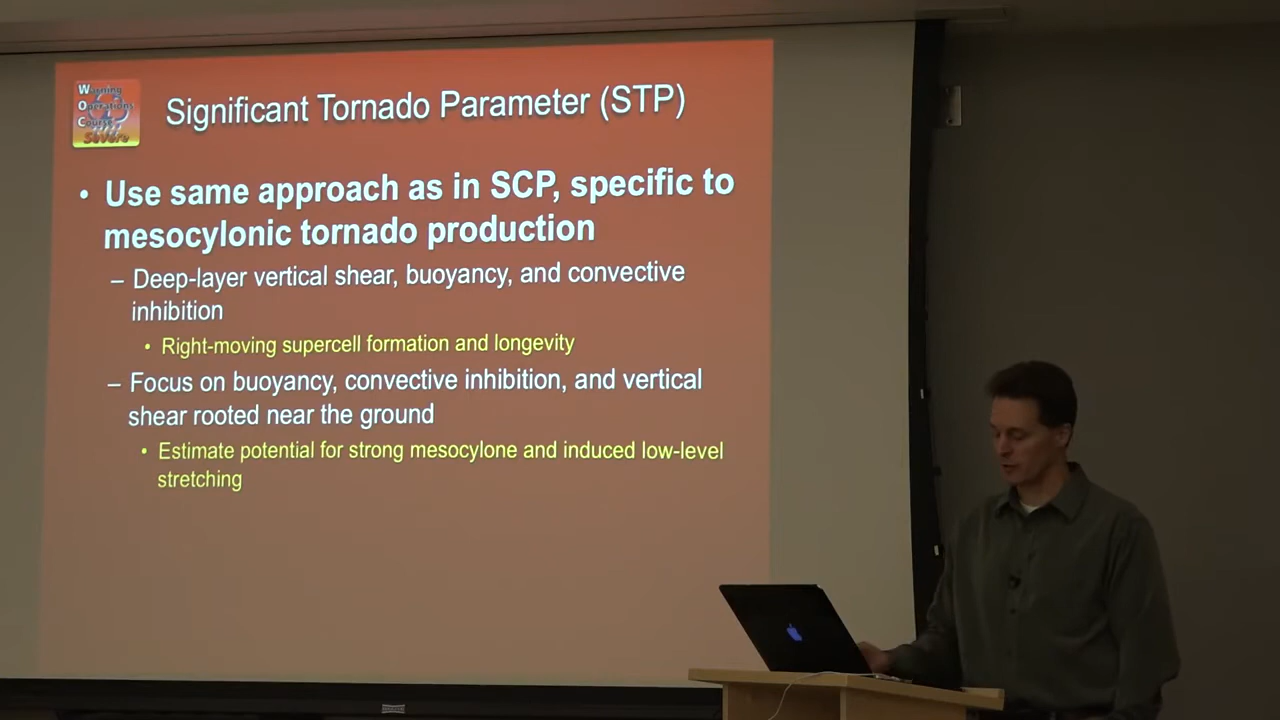 Warning
Operations
Course
Severe
Significant Tornado Parameter (STP)
• Use same approach as in SCP, specific to
mesocylonic tornado production
– Deep-layer vertical shear, buoyancy, and convective
inhibition
• Right-moving supercell formation and longevity
– Focus on buoyancy, convective inhibition, and vertical
shear rooted near the ground
• Estimate potential for strong mesocylone and induced low-level
stretching